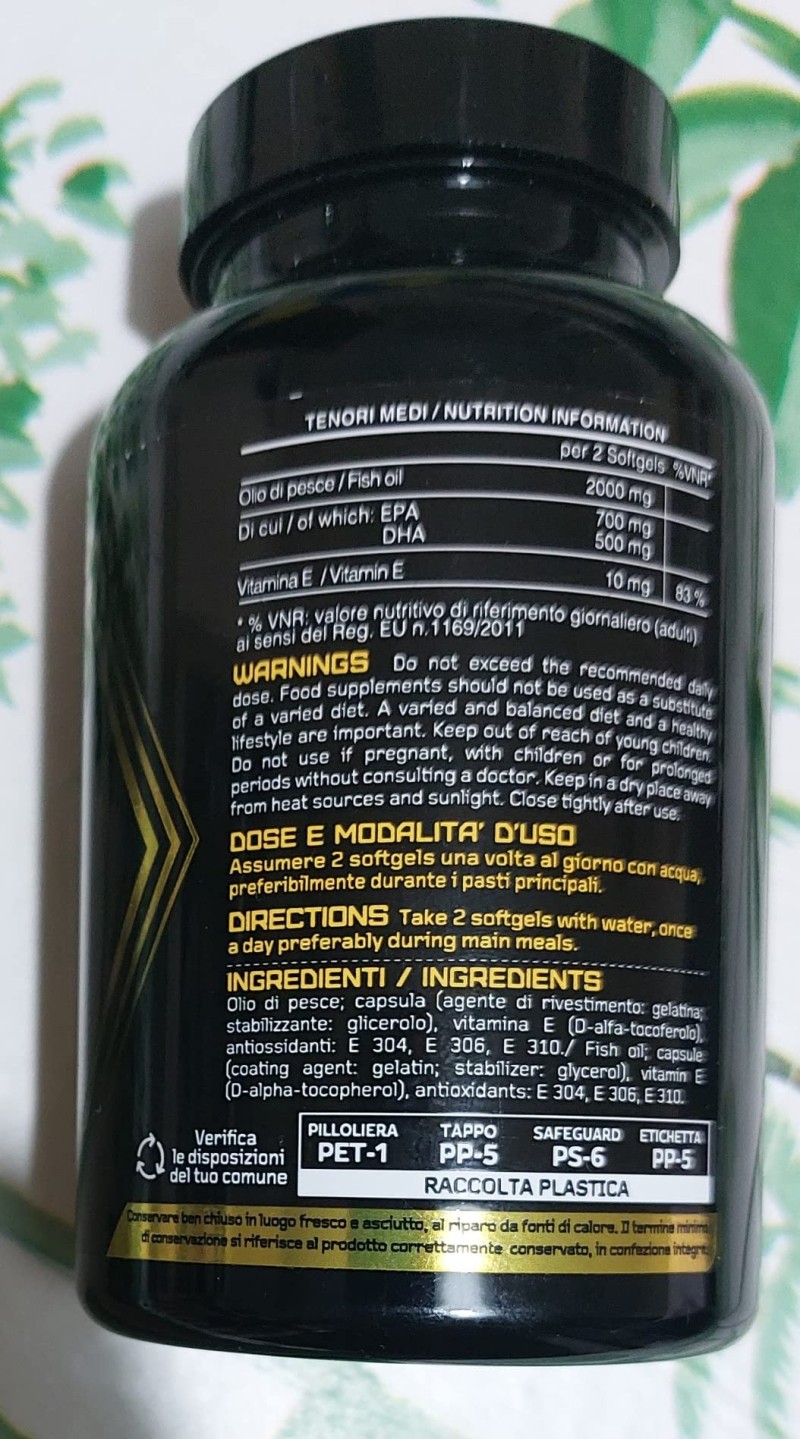 TENORI MEDI / NUTRITION INFORMATION
per 2 Softgels %VNR*
Olio di pesce / Fish oil 2000 mg
Di cui / of which: EPA 700 mg
DHA 500 mg
Vitamina E / Vitamin E 10 mg 83 %
* % VNR: valore nutritivo di riferimento giornaliero (adulti)
ai sensi del Reg. EU n.1169/2011
WARNINGS Do not exceed the recommended daily
dose. Food supplements should not be used as a substitute
of a varied diet. A varied and balanced diet and a healthy
lifestyle are important. Keep out of reach of young children.
Do not use if pregnant, with children or for prolonged
periods without consulting a doctor. Keep in a dry place away
from heat sources and sunlight. Close tightly after use.
DOSE E MODALITA' D'USO
Assumere 2 softgels una volta al giorno con acqua,
preferibilmente durante i pasti principali.
DIRECTIONS Take 2 softgels with water, once
a day preferably during main meals.
INGREDIENTI / INGREDIENTS
Olio di pesce; capsula (agente di rivestimento: gelatina;
stabilizzante: glicerolo), vitamina E (D-alfa-tocoferolo),
antiossidanti: E 304, E 306, E 310./ Fish oil; capsule
(coating agent: gelatin; stabilizer: glycerol), vitamin E
(D-alpha-tocopherol), antioxidants: E 304, E 306, E 310.
Verifica
le disposizioni
del tuo comune
PILLOLIERA TAPPO SAFEGUARD ETICHETTA
PET-1 PP-5 PS-6 PP-5
RACCOLTA PLASTICA
Conservare ben chiuso in luogo fresco e asciutto, al riparo da fonti di calore. Il termine minimo
di conservazione si riferisce al prodotto correttamente conservato, in confezione integra.